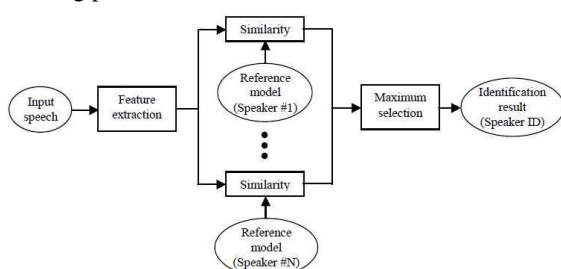 Similarity
Reference
model
(Speaker #1)
Input
speech
Feature
extraction
Maximum
selection
Identification
result
(Speaker ID)
Similarity
Reference
model
(Speaker #N)